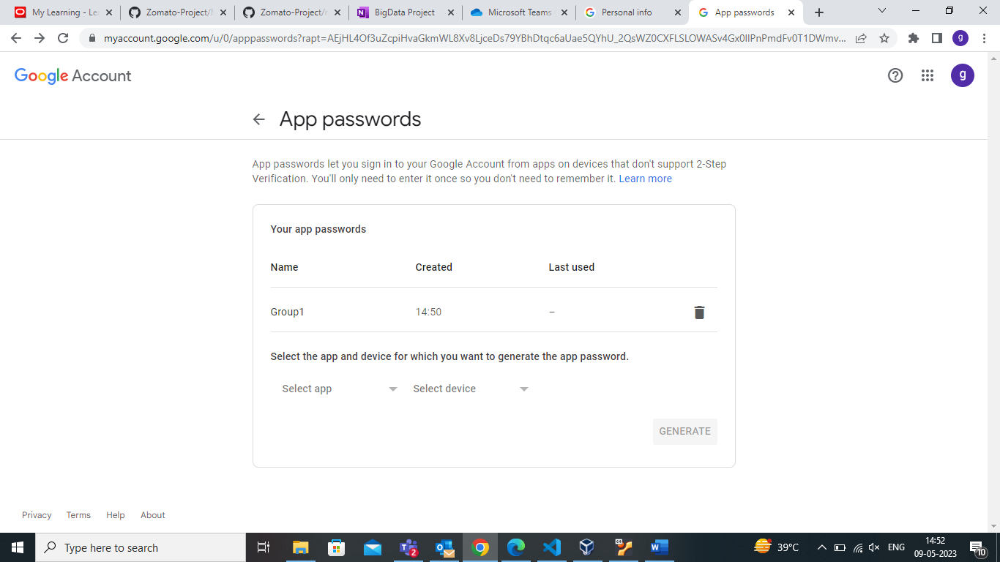 My Learning - Le
Zomato-Project/
Zomato-Project/
BigData Project
Microsoft Teams
Personal info
App passwords
myaccount.google.com/u/0/apppasswords?rapt=AEjHL4Of3uZcpiHvaGkmWL8Xv8LjceDs79YBhDtqc6aUae5QYhU_2QsWZ0CXFLSLOWASv4Gx0IIPnPmdFv0T1DWmv...
g
Google Account
g
App passwords
App passwords let you sign in to your Google Account from apps on devices that don't support 2-Step
Verification. You'll only need to enter it once so you don't need to remember it. Learn more
Your app passwords
Name Created Last used
Group1 14:50 –
Select the app and device for which you want to generate the app password.
Select app Select device
GENERATE
Privacy Terms Help About
Type here to search
2
39°C
ENG
14:52
09-05-2023
10